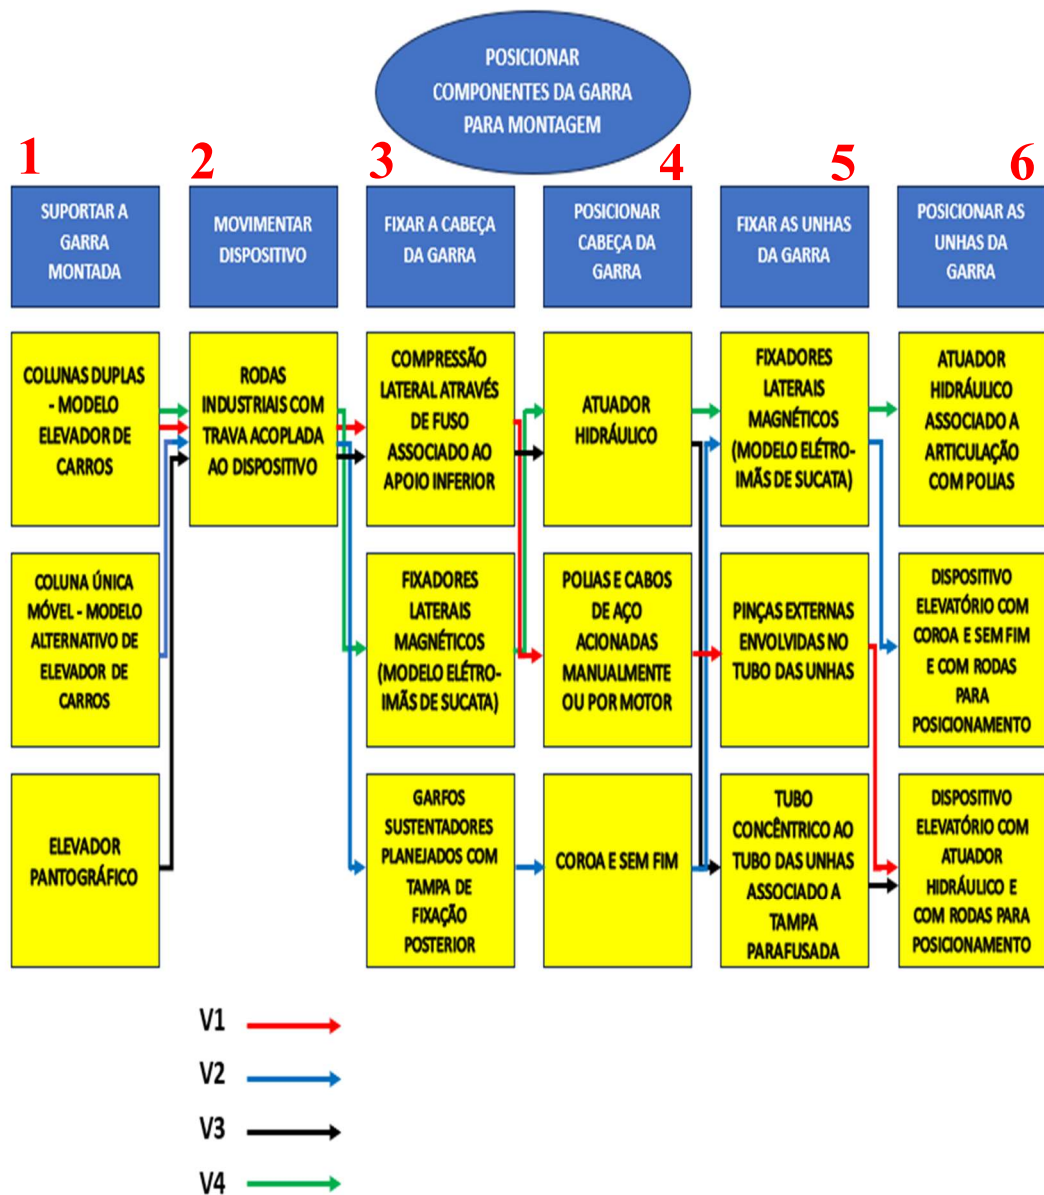 POSICIONAR
COMPONENTES DA GARRA
PARA MONTAGEM
1
2
3
4
5
6
SUPORTAR A
GARRA
MONTADA
MOVIMENTAR
DISPOSITIVO
FIXAR A CABEÇA
DA GARRA
POSICIONAR
CABEÇA DA
GARRA
FIXAR AS UNHAS
DA GARRA
POSICIONAR AS
UNHAS DA
GARRA
COLUNAS DUPLAS
- MODELO
ELEVADOR DE
CARROS
RODAS
INDUSTRIAIS COM
TRAVA ACOPLADA
AO DISPOSITIVO
COMPRESSÃO
LATERAL ATRAVÉS
DE FUSO
ASSOCIADO AO
APOIO INFERIOR
ATUADOR
HIDRÁULICO
FIXADORES
LATERAIS
MAGNÉTICOS
(MODELO ELÉTRO-
IMÃS DE SUCATA)
ATUADOR
HIDRÁULICO
ASSOCIADO A
ARTICULAÇÃO
COM POLIAS
COLUNA ÚNICA
MÓVEL - MODELO
ALTERNATIVO DE
ELEVADOR DE
CARROS
FIXADORES
LATERAIS
MAGNÉTICOS
(MODELO ELÉTRO-
IMÃS DE SUCATA)
POLIAS E CABOS
DE AÇO
ACIONADAS
MANUALMENTE
OU POR MOTOR
PINÇAS EXTERNAS
ENVOLVIDAS NO
TUBO DAS UNHAS
DISPOSITIVO
ELEVATÓRIO COM
COROA E SEM FIM
E COM RODAS
PARA
POSICIONAMENTO
ELEVADOR
PANTOGRÁFICO
GARFOS
SUSTENTADORES
PLANEJADOS COM
TAMPA DE
FIXAÇÃO
POSTERIOR
COROA E SEM FIM
TUBO
CONCÊNTRICO AO
TUBO DAS UNHAS
ASSOCIADO A
TAMPA
PARAFUSADA
DISPOSITIVO
ELEVATÓRIO COM
ATUADOR
HIDRÁULICO E
COM RODAS PARA
POSICIONAMENTO
V1
V2
V3
V4